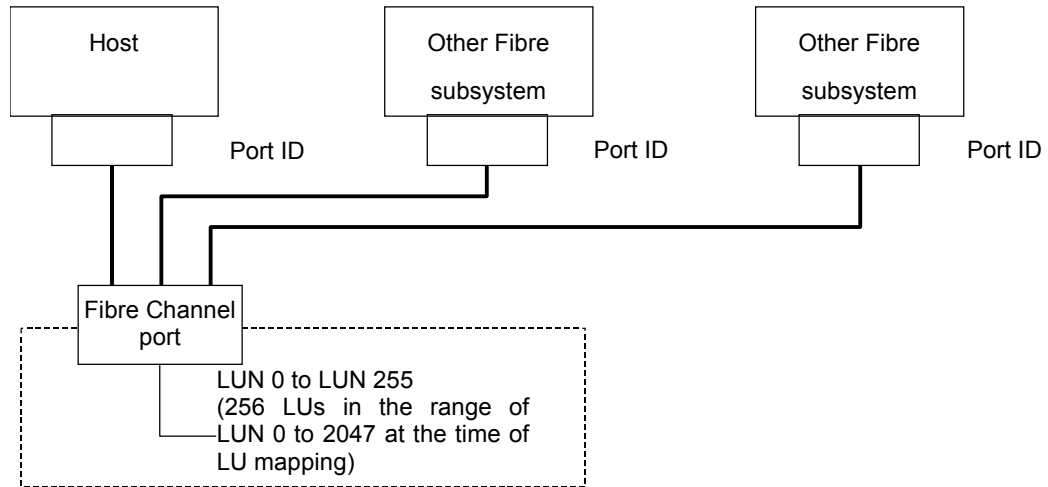 Host
Other Fibre
subsystem
Other Fibre
subsystem
Port ID
Port ID
Port ID
Fibre Channel
port
LUN 0 to LUN 255
(256 LUs in the range of
LUN 0 to 2047 at the time of
LU mapping)